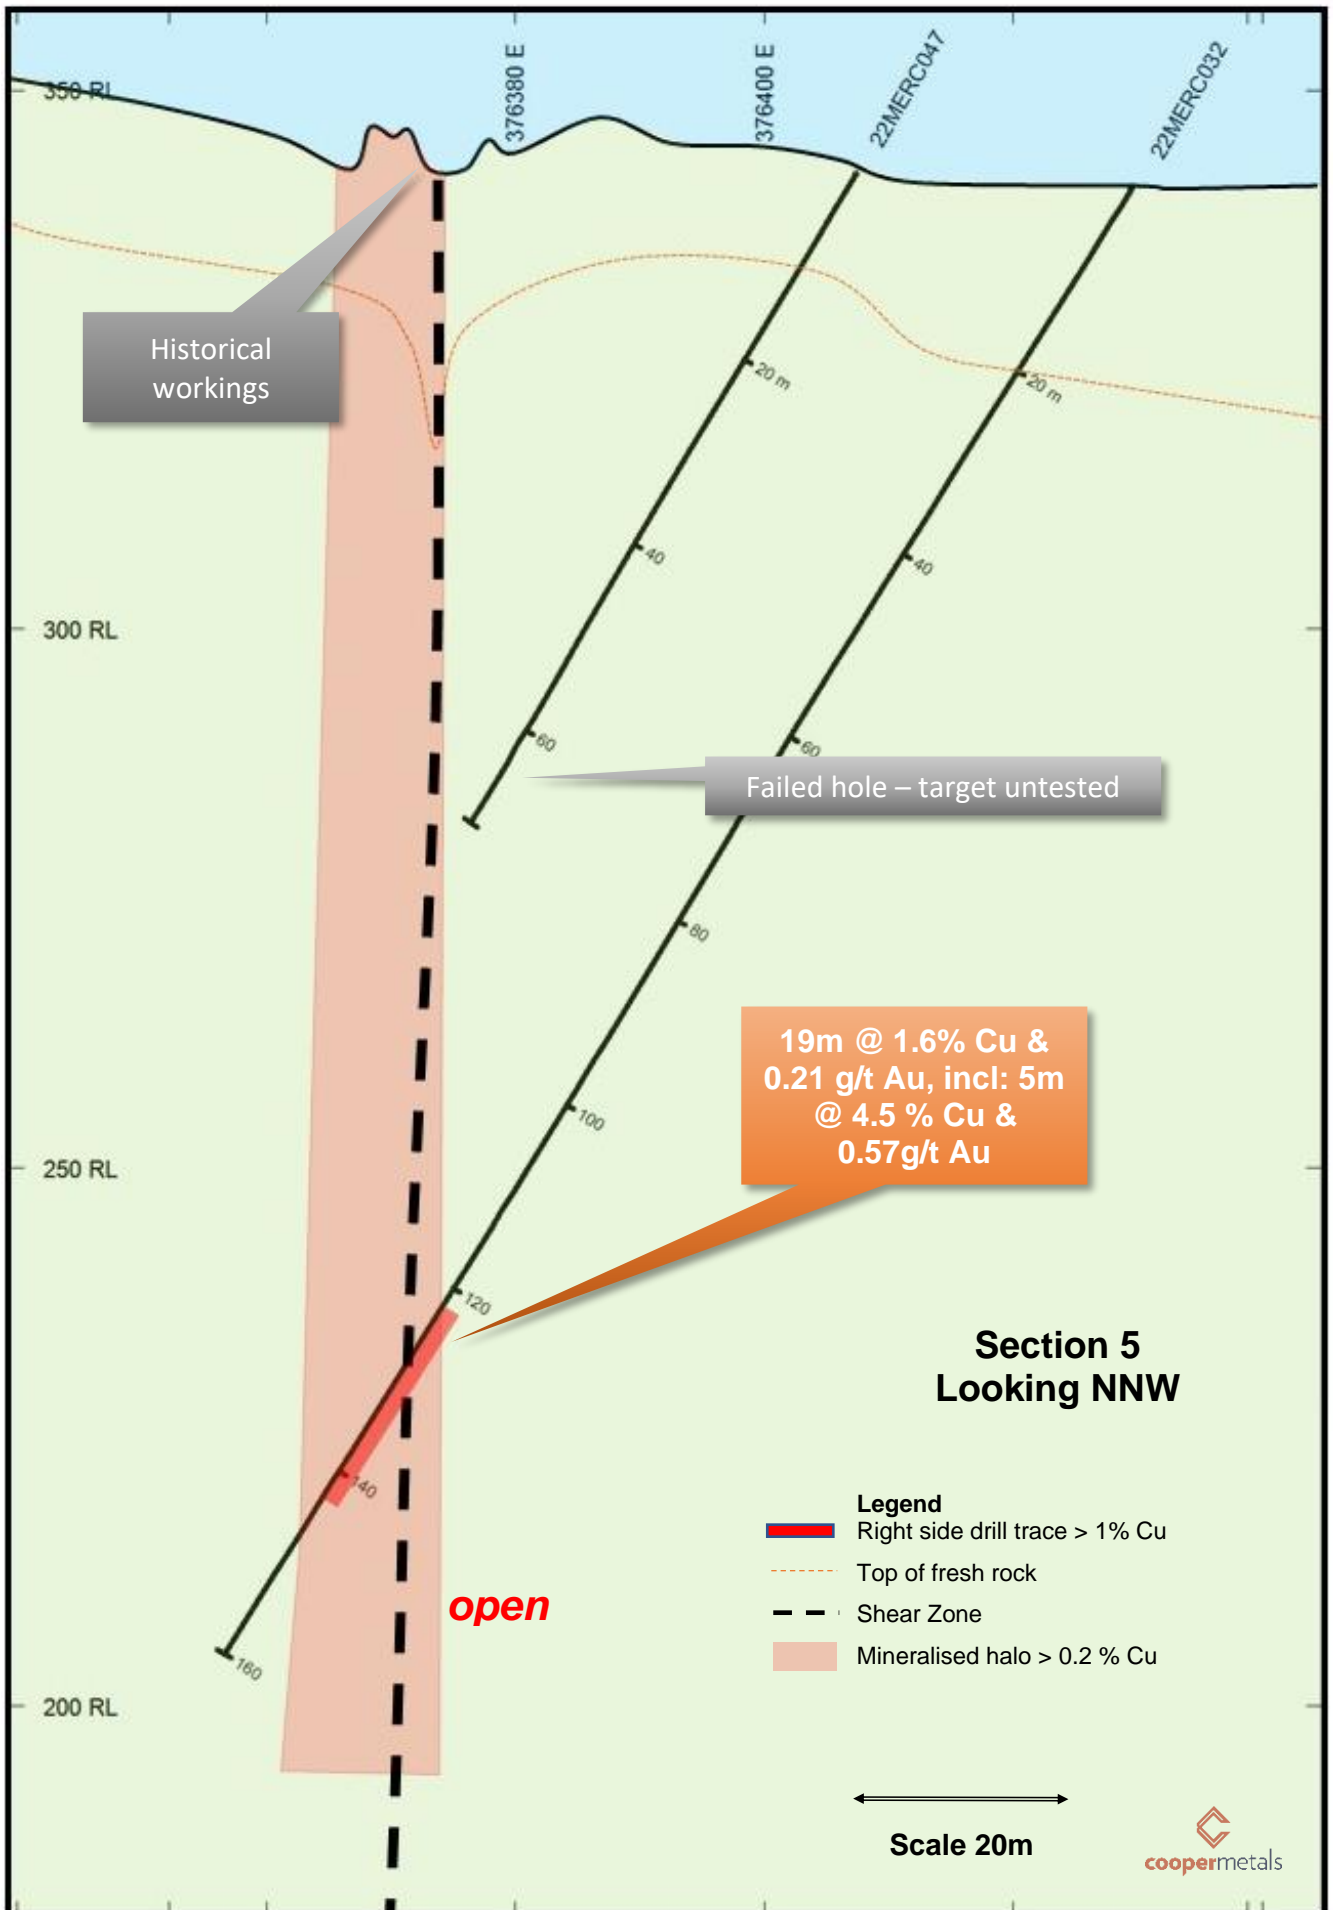 350 RL
376380 E
376400 E
22MERC047
22MERC032
Historical
workings
20 m
20 m
40
40
300 RL
60
60
Failed hole – target untested
80
19m @ 1.6% Cu &
0.21 g/t Au, incl: 5m
@ 4.5 % Cu &
0.57g/t Au
100
250 RL
120
Section 5
Looking NNW
140
Legend
Right side drill trace > 1% Cu
Top of fresh rock
Shear Zone
Mineralised halo > 0.2 % Cu
open
160
200 RL
Scale 20m
coopermetals